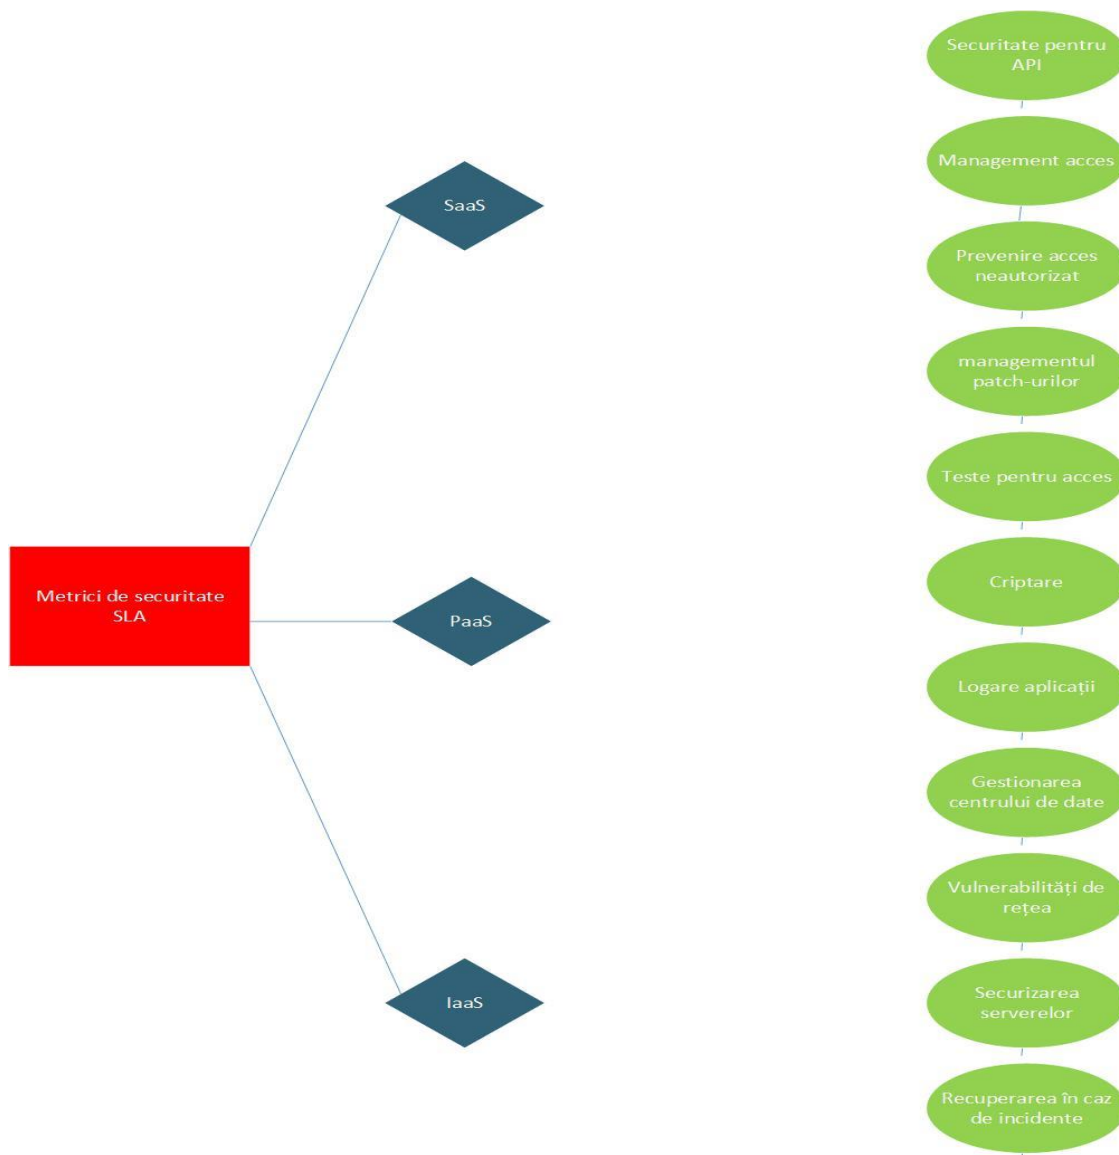 Securitate pentru
API
Management acces
SaaS
Prevenire acces
neautorizat
managementul
patch-urilor
Teste pentru acces
Criptare
Metrici de securitate
SLA
PaaS
Logare aplicații
Gestionarea
centrului de date
Vulnerabilități de
rețea
IaaS
Securizarea
serverelor
Recuperarea în caz
de incidente